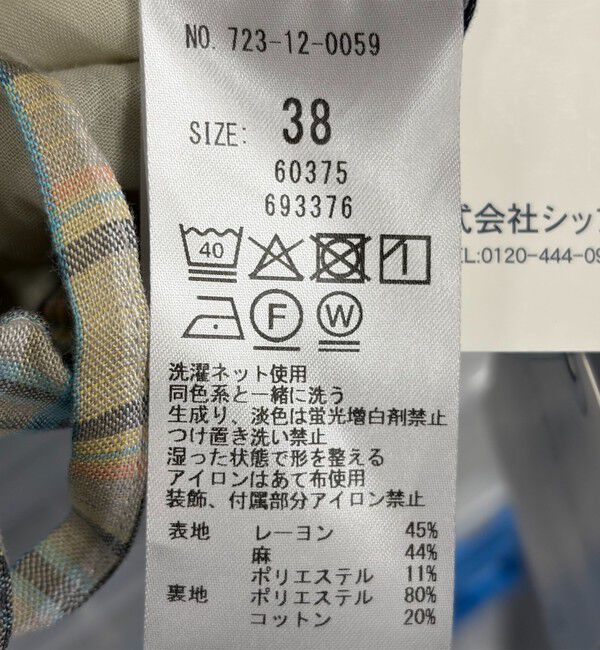 NO. 723-12-0059
SIZE: 38
60375
693376
40
F W
洗濯ネット使用
同色系と一緒に洗う
生成り、淡色は蛍光増白剤禁止
つけ置き洗い禁止
湿った状態で形を整える
アイロンはあて布使用
装飾、付属部分アイロン禁止
表地 レーヨン 45%
麻 44%
ポリエステル 11%
裏地 ポリエステル 80%
コットン 20%
式会社シップ
EL:0120-444-09